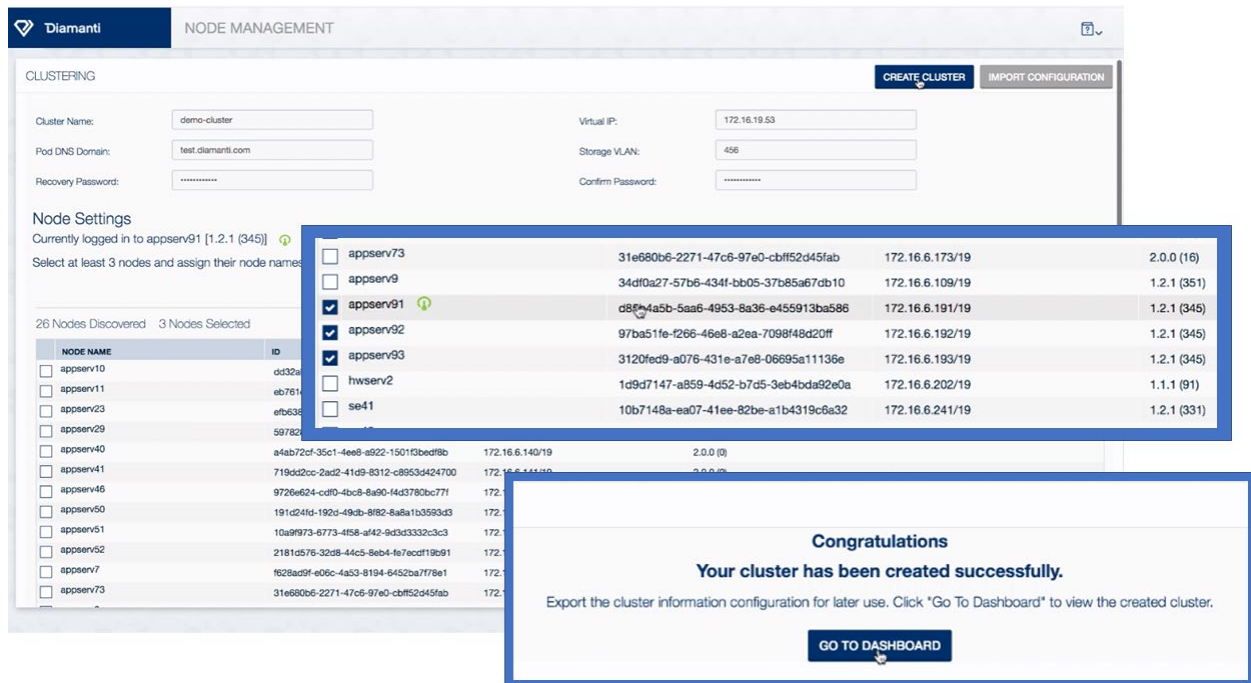 Diamanti
NODE MANAGEMENT
CLUSTERING
CREATE CLUSTER
IMPORT CONFIGURATION
Cluster Name: demo-cluster
Virtual IP: 172.16.19.53
Pod DNS Domain: test.diamanti.com
Storage VLAN: 456
Recovery Password: ············
Confirm Password: ············
Node Settings
Currently logged in to appserv91 [1.2.1 (345)]
Select at least 3 nodes and assign their node names
26 Nodes Discovered 3 Nodes Selected
NODE NAME ID
appserv10
appserv11
appserv23
appserv29
appserv40 a4ab72cf-35c1-4ee8-a922-1501f3bedf8b 172.16.6.140/19 2.0.0 (0)
appserv41 719dd2cc-2ad2-41d9-8312-c8953d424700
appserv46 9726e624-cdf0-4bc8-8a90-f4d3780bc77f 172.
appserv50 191d24fd-192d-49db-8f82-8a8a1b3593d3 172.
appserv51 10a9f973-6773-4f58-af42-9d3d3332c3c3 172.
appserv52 2181d576-32d8-44c5-8eb4-fe7ecdf19b91 172.
appserv7 f628ad9f-e06c-4a53-8194-6452ba7f78e1 172.
appserv73 31e680b6-2271-47c6-97e0-cbff52d45fab 172.
appserv73 31e680b6-2271-47c6-97e0-cbff52d45fab 172.16.6.173/19 2.0.0 (16)
appserv9 34df0a27-57b6-434f-bb05-37b85a67db10 172.16.6.109/19 1.2.1 (351)
appserv91 172.16.6.191/19 1.2.1 (345)
appserv92 97ba51fe-f266-46e8-a2ea-7098f48d20ff 172.16.6.192/19 1.2.1 (345)
appserv93 3120fed9-a076-431e-a7e8-06695a11136e 172.16.6.193/19 1.2.1 (345)
hwserv2 1d9d7147-a859-4d52-b7d5-3eb4bda92e0a 172.16.6.202/19 1.1.1 (91)
se41 10b7148a-ea07-41ee-82be-a1b4319c6a32 172.16.6.241/19 1.2.1 (331)
Congratulations
Your cluster has been created successfully.
Export the cluster information configuration for later use. Click "Go To Dashboard" to view the created cluster.
GO TO DASHBOARD